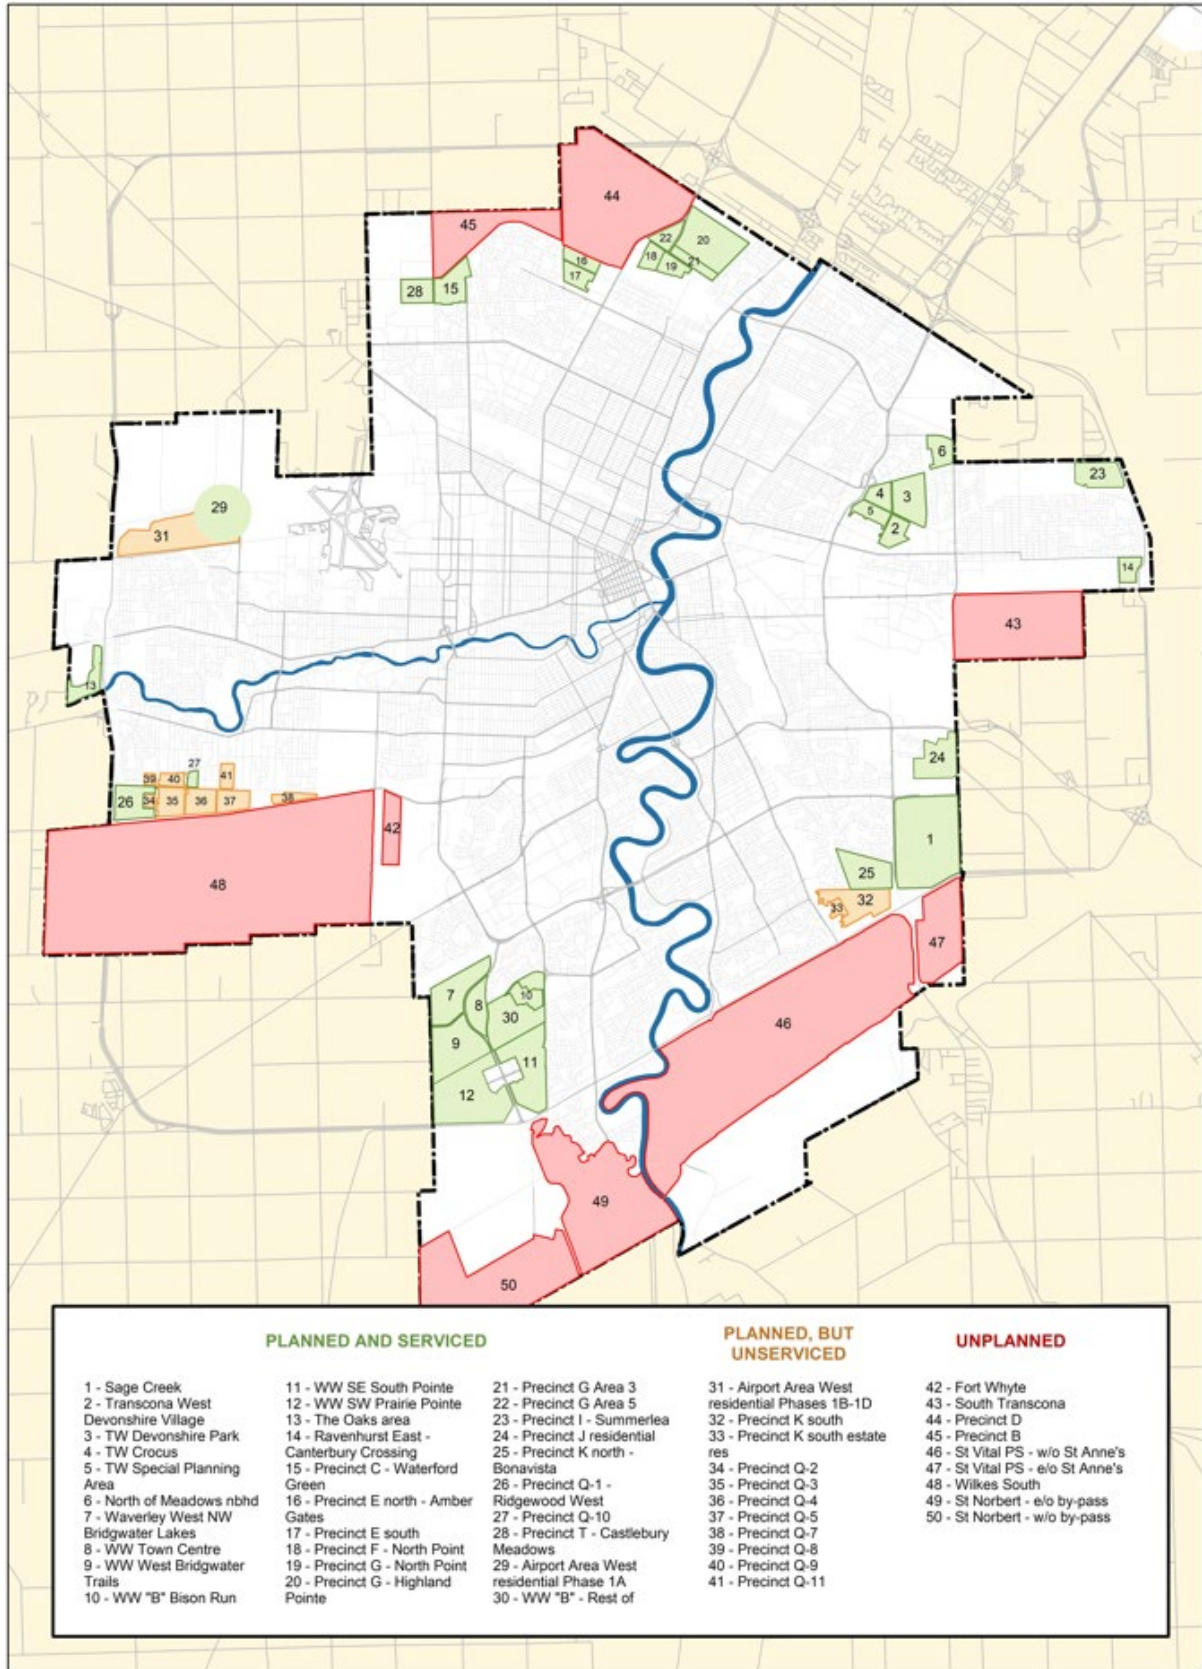 44
45
22
20
18
19
21
16
17
28
15
6
23
4
3
5
2
29
31
14
43
13
24
27
39
40
41
26
34
35
36
37
38
42
1
48
25
33
32
47
7
8
10
30
46
9
11
12
49
50
PLANNED AND SERVICED
1 - Sage Creek
2 - Transcona West
Devonshire Village
3 - TW Devonshire Park
4 - TW Crocus
5 - TW Special Planning
Area
6 - North of Meadows nbhd
7 - Waverley West NW
Bridgwater Lakes
8 - WW Town Centre
9 - WW West Bridgwater
Trails
10 - WW "B" Bison Run
11 - WW SE South Pointe
12 - WW SW Prairie Pointe
13 - The Oaks area
14 - Ravenhurst East -
Canterbury Crossing
15 - Precinct C - Waterford
Green
16 - Precinct E north - Amber
Gates
17 - Precinct E south
18 - Precinct F - North Point
19 - Precinct G - North Point
20 - Precinct G - Highland
Pointe
21 - Precinct G Area 3
22 - Precinct G Area 5
23 - Precinct I - Summerlea
24 - Precinct J residential
25 - Precinct K north -
Bonavista
26 - Precinct Q-1 -
Ridgewood West
27 - Precinct Q-10
28 - Precinct T - Castlebury
Meadows
29 - Airport Area West
residential Phase 1A
30 - WW "B" - Rest of
PLANNED, BUT
UNSERVICED
31 - Airport Area West
residential Phases 1B-1D
32 - Precinct K south
33 - Precinct K south estate
res
34 - Precinct Q-2
35 - Precinct Q-3
36 - Precinct Q-4
37 - Precinct Q-5
38 - Precinct Q-7
39 - Precinct Q-8
40 - Precinct Q-9
41 - Precinct Q-11
UNPLANNED
42 - Fort Whyte
43 - South Transcona
44 - Precinct D
45 - Precinct B
46 - St Vital PS - w/o St Anne's
47 - St Vital PS - e/o St Anne's
48 - Wilkes South
49 - St Norbert - e/o by-pass
50 - St Norbert - w/o by-pass